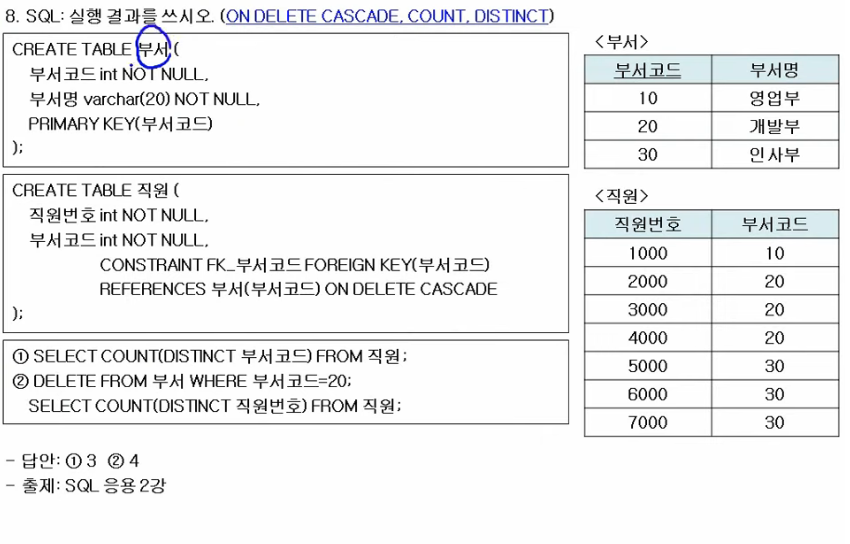 8. SQL: 실행 결과를 쓰시오. (ON DELETE CASCADE, COUNT, DISTINCT)
CREATE TABLE 부서 (
부서코드 int NOT NULL,
부서명 varchar(20) NOT NULL,
PRIMARY KEY(부서코드)
);
CREATE TABLE 직원 (
직원번호 int NOT NULL,
부서코드 int NOT NULL,
CONSTRAINT FK_부서코드 FOREIGN KEY(부서코드)
REFERENCES 부서(부서코드) ON DELETE CASCADE
);
① SELECT COUNT(DISTINCT 부서코드) FROM 직원;
② DELETE FROM 부서 WHERE 부서코드=20;
SELECT COUNT(DISTINCT 직원번호) FROM 직원;
- 답안: ① 3 ② 4
- 출제: SQL 응용 2강
<부서>
부서코드 부서명
10 영업부
20 개발부
30 인사부
<직원>
직원번호 부서코드
1000 10
2000 20
3000 20
4000 20
5000 30
6000 30
7000 30